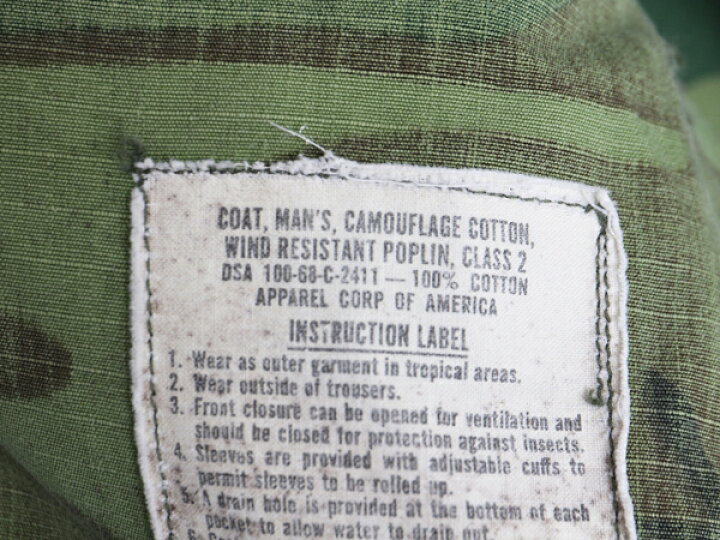 COAT, MAN'S, CAMOUFLAGE COTTON,
WIND RESISTANT POPLIN, CLASS 2
DSA 100-68-C-2411 — 100% COTTON
APPAREL CORP OF AMERICA
INSTRUCTION LABEL
1. Wear as outer garment in tropical areas.
2. Wear outside of trousers.
3. Front closure can be opened for ventilation and
should be closed for protection against insects.
4. Sleeves are provided with adjustable cuffs to
permit sleeves to be rolled up.
5. A drain hole is provided at the bottom of each
pocket to allow water to drain out.